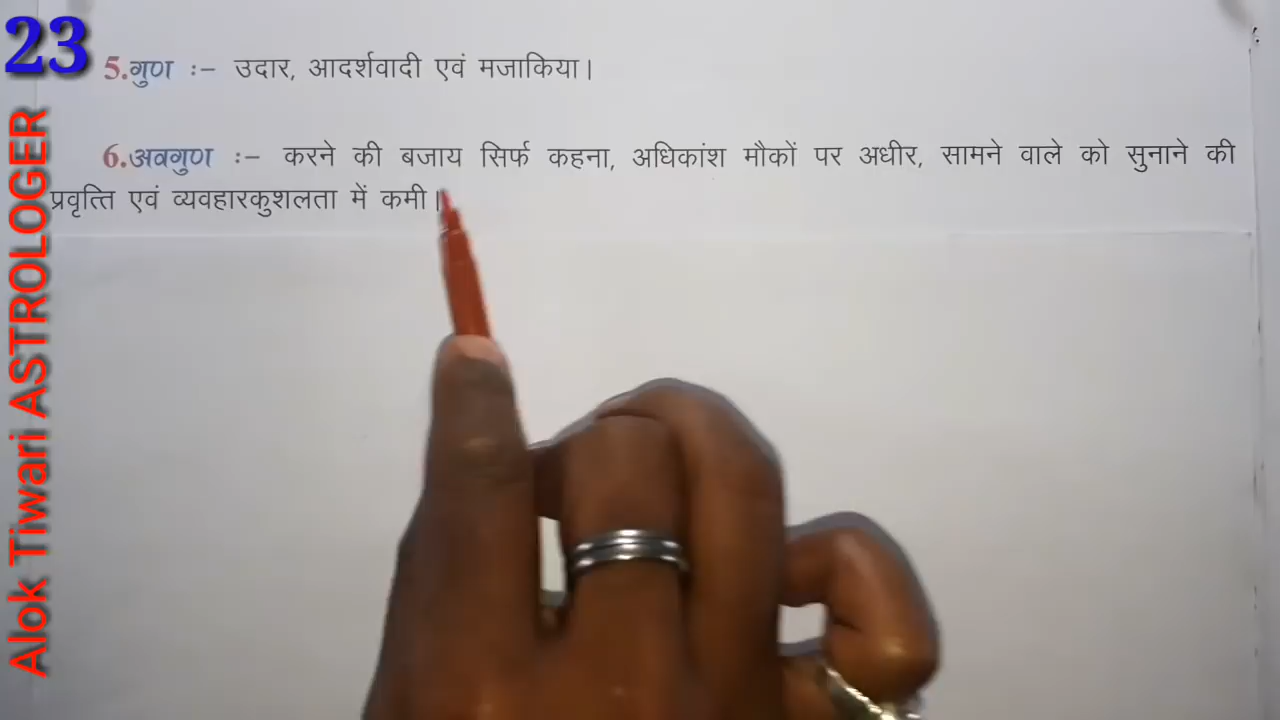 23
5.गुण :– उदार, आदर्शवादी एवं मजाकिया।
6.अवगुण :– करने की बजाय सिर्फ कहना, अधिकांश मौकों पर अधीर, सामने वाले को सुनाने की
प्रवृत्ति एवं व्यवहारकुशलता में कमी।
Alok Tiwari ASTROLOGER